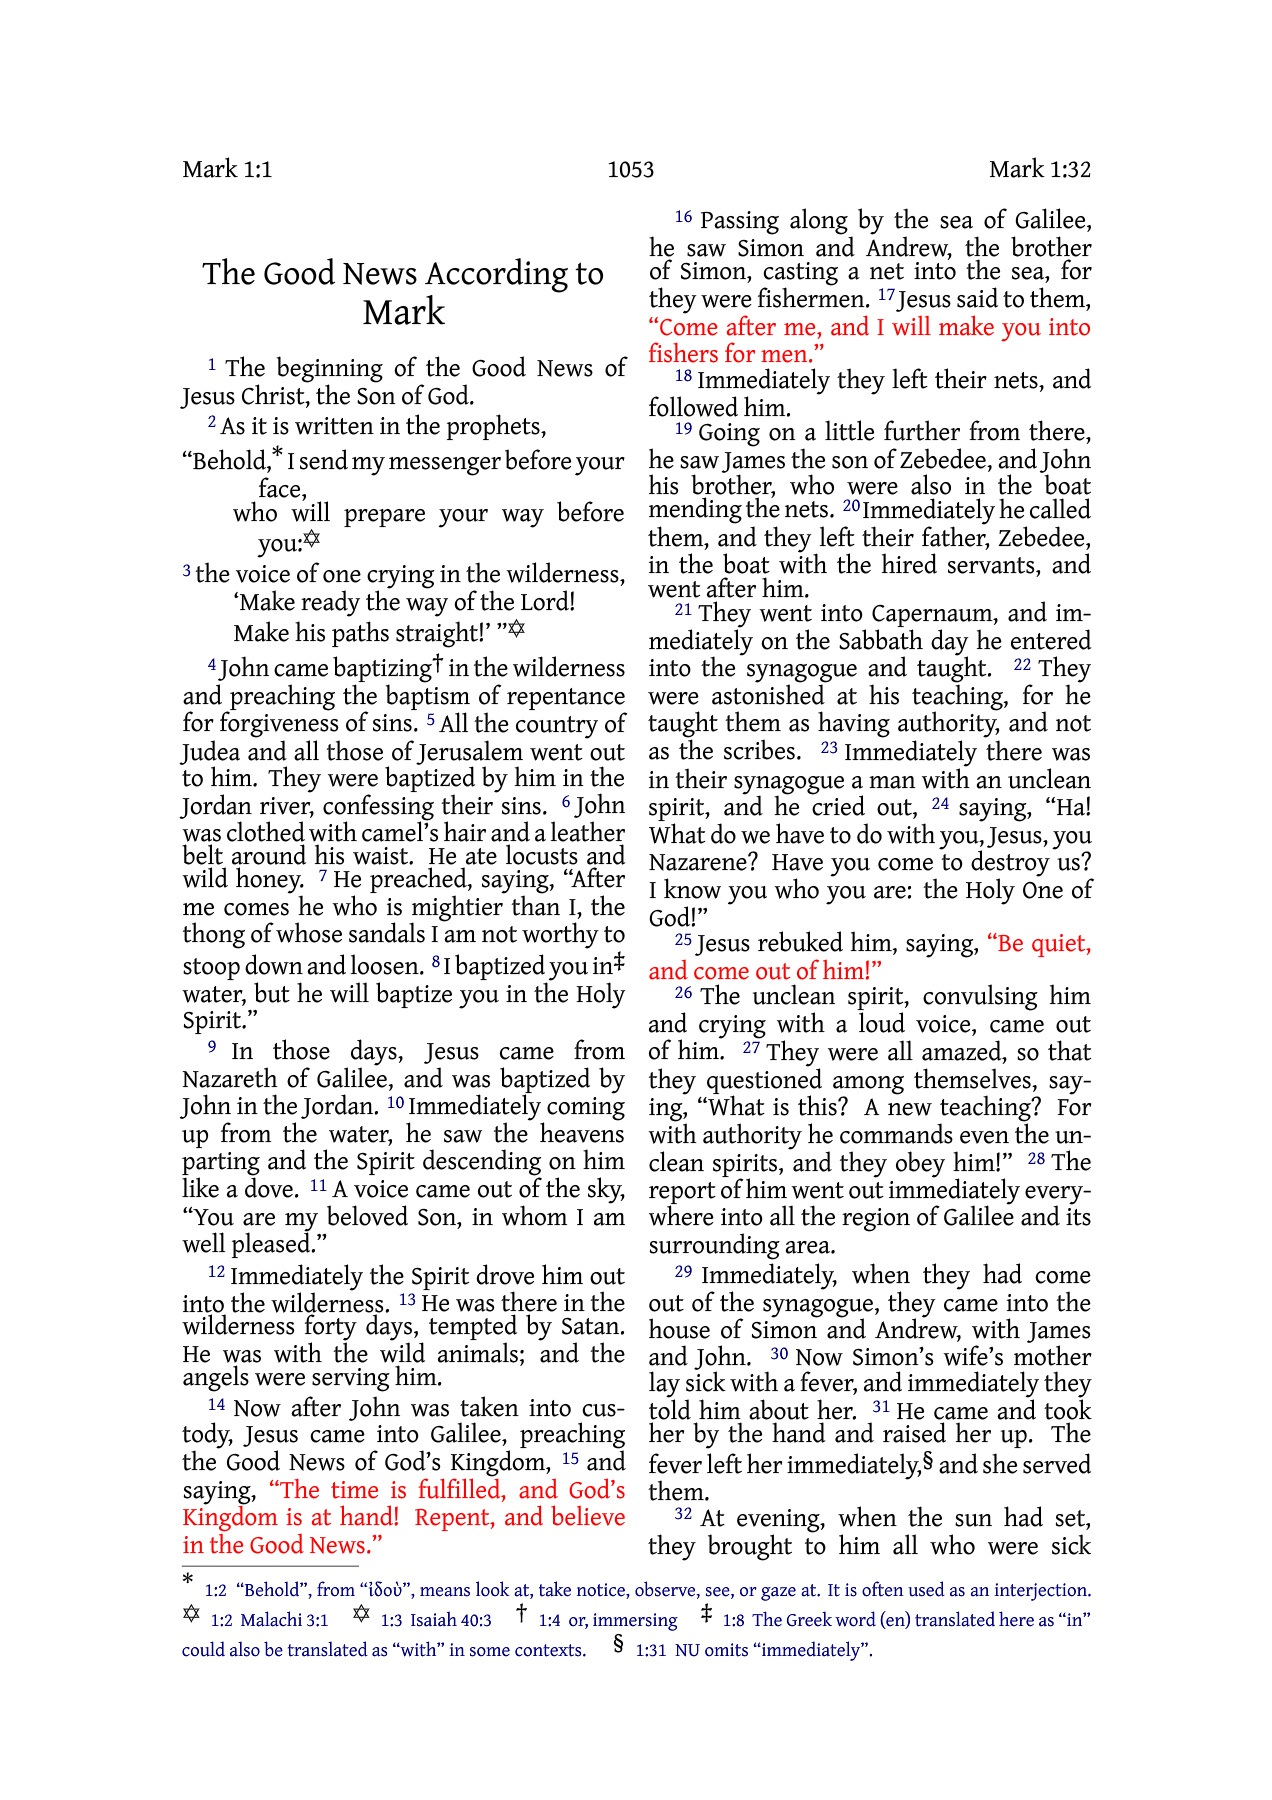 Mark 1:1 1053 Mark 1:32
The Good News According to
Mark
1 The beginning of the Good News of
Jesus Christ, the Son of God.
2 As it is written in the prophets,
“Behold,* I send my messenger before your
face,
who will prepare your way before
you:✡
3 the voice of one crying in the wilderness,
‘Make ready the way of the Lord!
Make his paths straight!’ ”✡
4 John came baptizing† in the wilderness
and preaching the baptism of repentance
for forgiveness of sins. 5 All the country of
Judea and all those of Jerusalem went out
to him. They were baptized by him in the
Jordan river, confessing their sins. 6 John
was clothed with camel’s hair and a leather
belt around his waist. He ate locusts and
wild honey. 7 He preached, saying, “After
me comes he who is mightier than I, the
thong of whose sandals I am not worthy to
stoop down and loosen. 8 I baptized you in‡
water, but he will baptize you in the Holy
Spirit.”
9 In those days, Jesus came from
Nazareth of Galilee, and was baptized by
John in the Jordan. 10 Immediately coming
up from the water, he saw the heavens
parting and the Spirit descending on him
like a dove. 11 A voice came out of the sky,
“You are my beloved Son, in whom I am
well pleased.”
12 Immediately the Spirit drove him out
into the wilderness. 13 He was there in the
wilderness forty days, tempted by Satan.
He was with the wild animals; and the
angels were serving him.
14 Now after John was taken into cus-
tody, Jesus came into Galilee, preaching
the Good News of God’s Kingdom, 15 and
saying, “The time is fulfilled, and God’s
Kingdom is at hand! Repent, and believe
in the Good News.”
16 Passing along by the sea of Galilee,
he saw Simon and Andrew, the brother
of Simon, casting a net into the sea, for
they were fishermen. 17 Jesus said to them,
“Come after me, and I will make you into
fishers for men.”
18 Immediately they left their nets, and
followed him.
19 Going on a little further from there,
he saw James the son of Zebedee, and John
his brother, who were also in the boat
mending the nets. 20 Immediately he called
them, and they left their father, Zebedee,
in the boat with the hired servants, and
went after him.
21 They went into Capernaum, and im-
mediately on the Sabbath day he entered
into the synagogue and taught. 22 They
were astonished at his teaching, for he
taught them as having authority, and not
as the scribes. 23 Immediately there was
in their synagogue a man with an unclean
spirit, and he cried out, 24 saying, “Ha!
What do we have to do with you, Jesus, you
Nazarene? Have you come to destroy us?
I know you who you are: the Holy One of
God!”
25 Jesus rebuked him, saying, “Be quiet,
and come out of him!”
26 The unclean spirit, convulsing him
and crying with a loud voice, came out
of him. 27 They were all amazed, so that
they questioned among themselves, say-
ing, “What is this? A new teaching? For
with authority he commands even the un-
clean spirits, and they obey him!” 28 The
report of him went out immediately every-
where into all the region of Galilee and its
surrounding area.
29 Immediately, when they had come
out of the synagogue, they came into the
house of Simon and Andrew, with James
and John. 30 Now Simon’s wife’s mother
lay sick with a fever, and immediately they
told him about her. 31 He came and took
her by the hand and raised her up. The
fever left her immediately,§ and she served
them.
32 At evening, when the sun had set,
they brought to him all who were sick
* 1:2 “Behold”, from “ἰδοὺ”, means look at, take notice, observe, see, or gaze at. It is often used as an interjection.
✡ 1:2 Malachi 3:1 ✡ 1:3 Isaiah 40:3 † 1:4 or, immersing ‡ 1:8 The Greek word (en) translated here as “in”
could also be translated as “with” in some contexts. § 1:31 NU omits “immediately”.